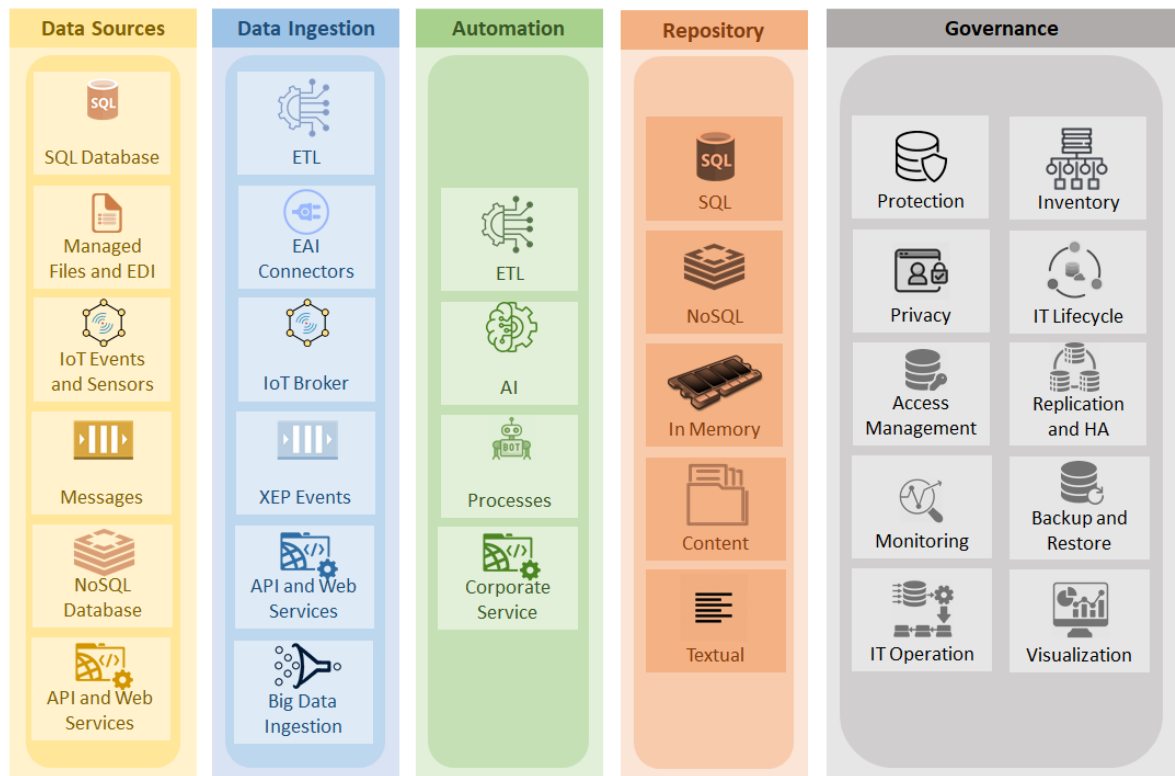 Data Sources
SQL
SQL Database
Managed
Files and EDI
IoT Events
and Sensors
Messages
NoSQL
Database
API and Web
Services
Data Ingestion
ETL
EAI
Connectors
IoT Broker
XEP Events
API and Web
Services
Big Data
Ingestion
Automation
ETL
AI
BOT
Processes
Corporate
Service
Repository
SQL
SQL
NoSQL
In Memory
Content
Textual
Governance
Protection
Inventory
Privacy
IT Lifecycle
Access
Management
Replication
and HA
Monitoring
Backup and
Restore
IT Operation
Visualization